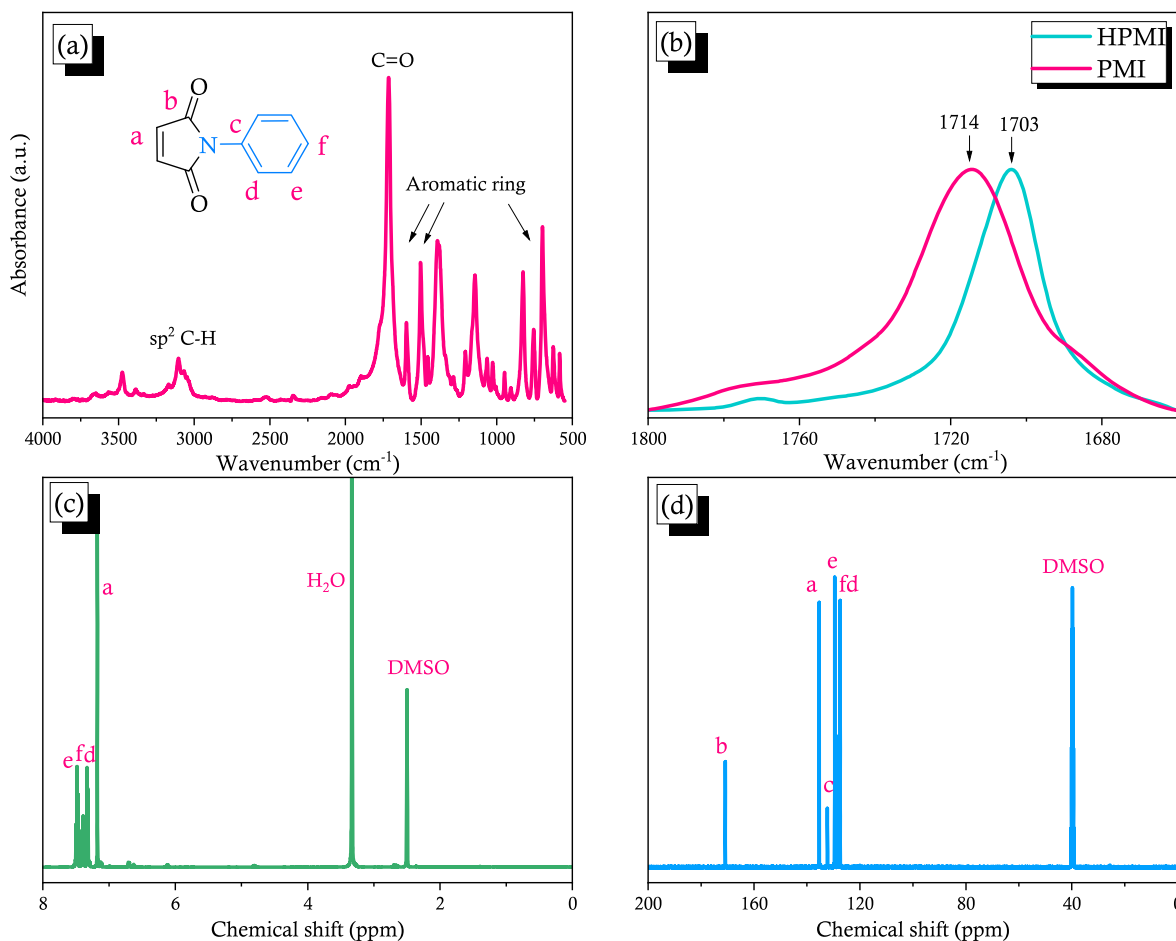 (a)
C=O
O
b
a
N
c
f
d
e
O
Aromatic ring
sp² C-H
Absorbance (a.u.)
4000 3500 3000 2500 2000 1500 1000 500
Wavenumber (cm⁻¹)
(b)
HPMI
PMI
1714 1703
1800 1760 1720 1680
Wavenumber (cm⁻¹)
(c)
a
H₂O
DMSO
e f d
8 6 4 2 0
Chemical shift (ppm)
(d)
e
a
fd
DMSO
b
c
200 160 120 80 40 0
Chemical shift (ppm)